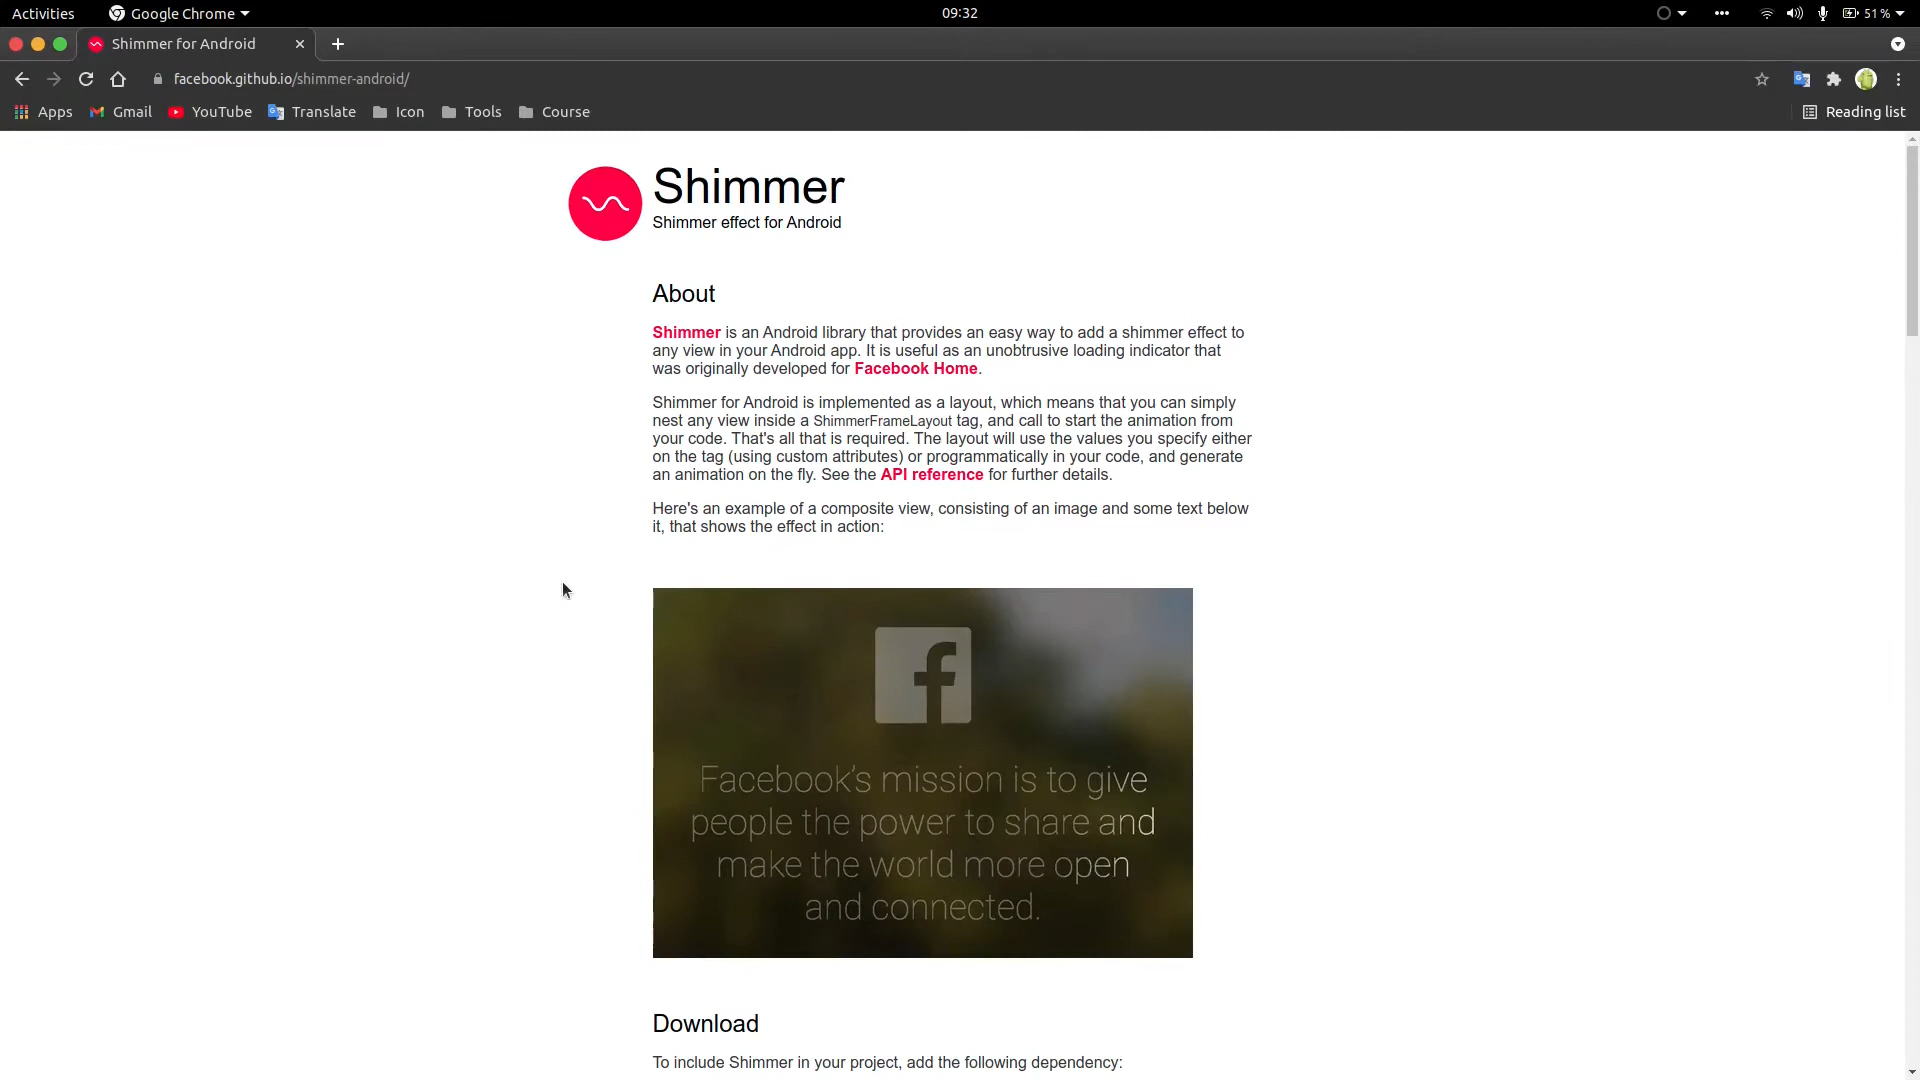 Activities
Google Chrome
09:32
51 %
Shimmer for Android
facebook.github.io/shimmer-android/
Apps
Gmail
YouTube
Translate
Icon
Tools
Course
Reading list
Shimmer
Shimmer effect for Android
About
Shimmer is an Android library that provides an easy way to add a shimmer effect to
any view in your Android app. It is useful as an unobtrusive loading indicator that
was originally developed for Facebook Home.
Shimmer for Android is implemented as a layout, which means that you can simply
nest any view inside a ShimmerFrameLayout tag, and call to start the animation from
your code. That's all that is required. The layout will use the values you specify either
on the tag (using custom attributes) or programmatically in your code, and generate
an animation on the fly. See the API reference for further details.
Here's an example of a composite view, consisting of an image and some text below
it, that shows the effect in action:
f
Facebook’s mission is to give
people the power to share and
make the world more open
and connected.
Download
To include Shimmer in your project, add the following dependency: